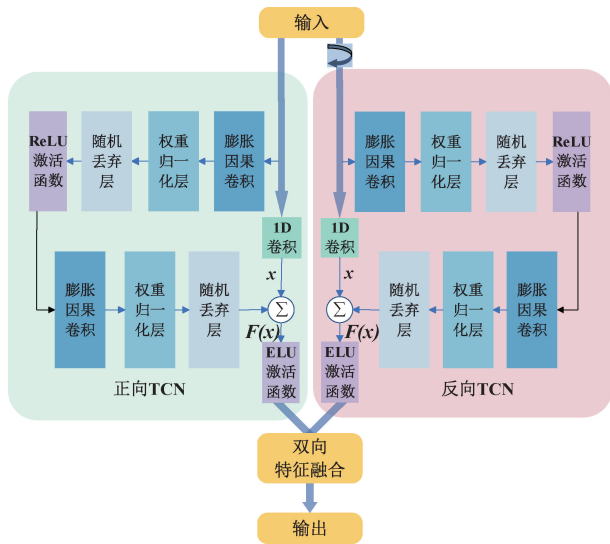 输入
ReLU
激活
函数
随机
丢弃
层
权重
归一
化层
膨胀
因果
卷积
膨胀
因果
卷积
权重
归一
化层
随机
丢弃
层
ReLU
激活
函数
1D
卷积
1D
卷积
x
x
膨胀
因果
卷积
权重
归一
化层
随机
丢弃
层
Σ
Σ
随机
丢弃
层
权重
归一
化层
膨胀
因果
卷积
F(x)
F(x)
ELU
激活
函数
ELU
激活
函数
正向TCN
反向TCN
双向
特征融合
输出